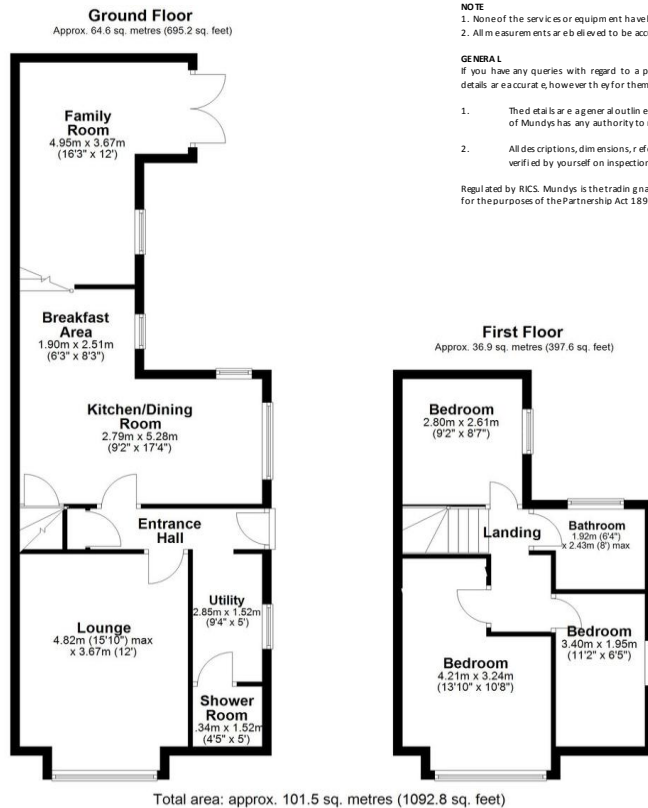 Ground Floor
Approx. 64.6 sq. metres (695.2 sq. feet)
Family
Room
4.95m x 3.67m
(16'3" x 12')
Breakfast
Area
1.90m x 2.51m
(6'3" x 8'3")
Kitchen/Dining
Room
2.79m x 5.28m
(9'2" x 17'4")
Entrance
Hall
Utility
2.85m x 1.52m
(9'4" x 5')
Lounge
4.82m (15'10") max
x 3.67m (12')
Shower
Room
.34m x 1.52m
(4'5" x 5')
NOTE
1. None of the services or equipment have
2. All measurements are believed to be acc
GENERAL
If you have any queries with regard to a p
details are accurate, however they for them
1. The details are a general outline
of Mundys has any authority to
2. All descriptions, dimensions, refe
verified by yourself on inspection
Regulated by RICS. Mundys is the trading na
for the purposes of the Partnership Act 189
First Floor
Approx. 36.9 sq. metres (397.6 sq. feet)
Bedroom
2.80m x 2.61m
(9'2" x 8'7")
Landing
Bathroom
1.92m (6'4")
x 2.43m (8') max
Bedroom
3.40m x 1.95m
(11'2" x 6'5")
Bedroom
4.21m x 3.24m
(13'10" x 10'8")
Total area: approx. 101.5 sq. metres (1092.8 sq. feet)